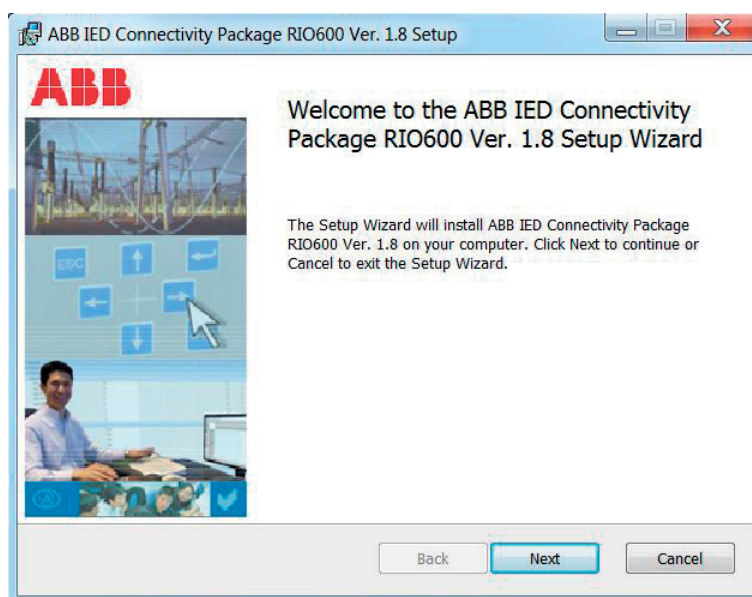 ABB IED Connectivity Package RIO600 Ver. 1.8 Setup
ABB
Welcome to the ABB IED Connectivity
Package RIO600 Ver. 1.8 Setup Wizard
The Setup Wizard will install ABB IED Connectivity Package
RIO600 Ver. 1.8 on your computer. Click Next to continue or
Cancel to exit the Setup Wizard.
ESC
Back
Next
Cancel